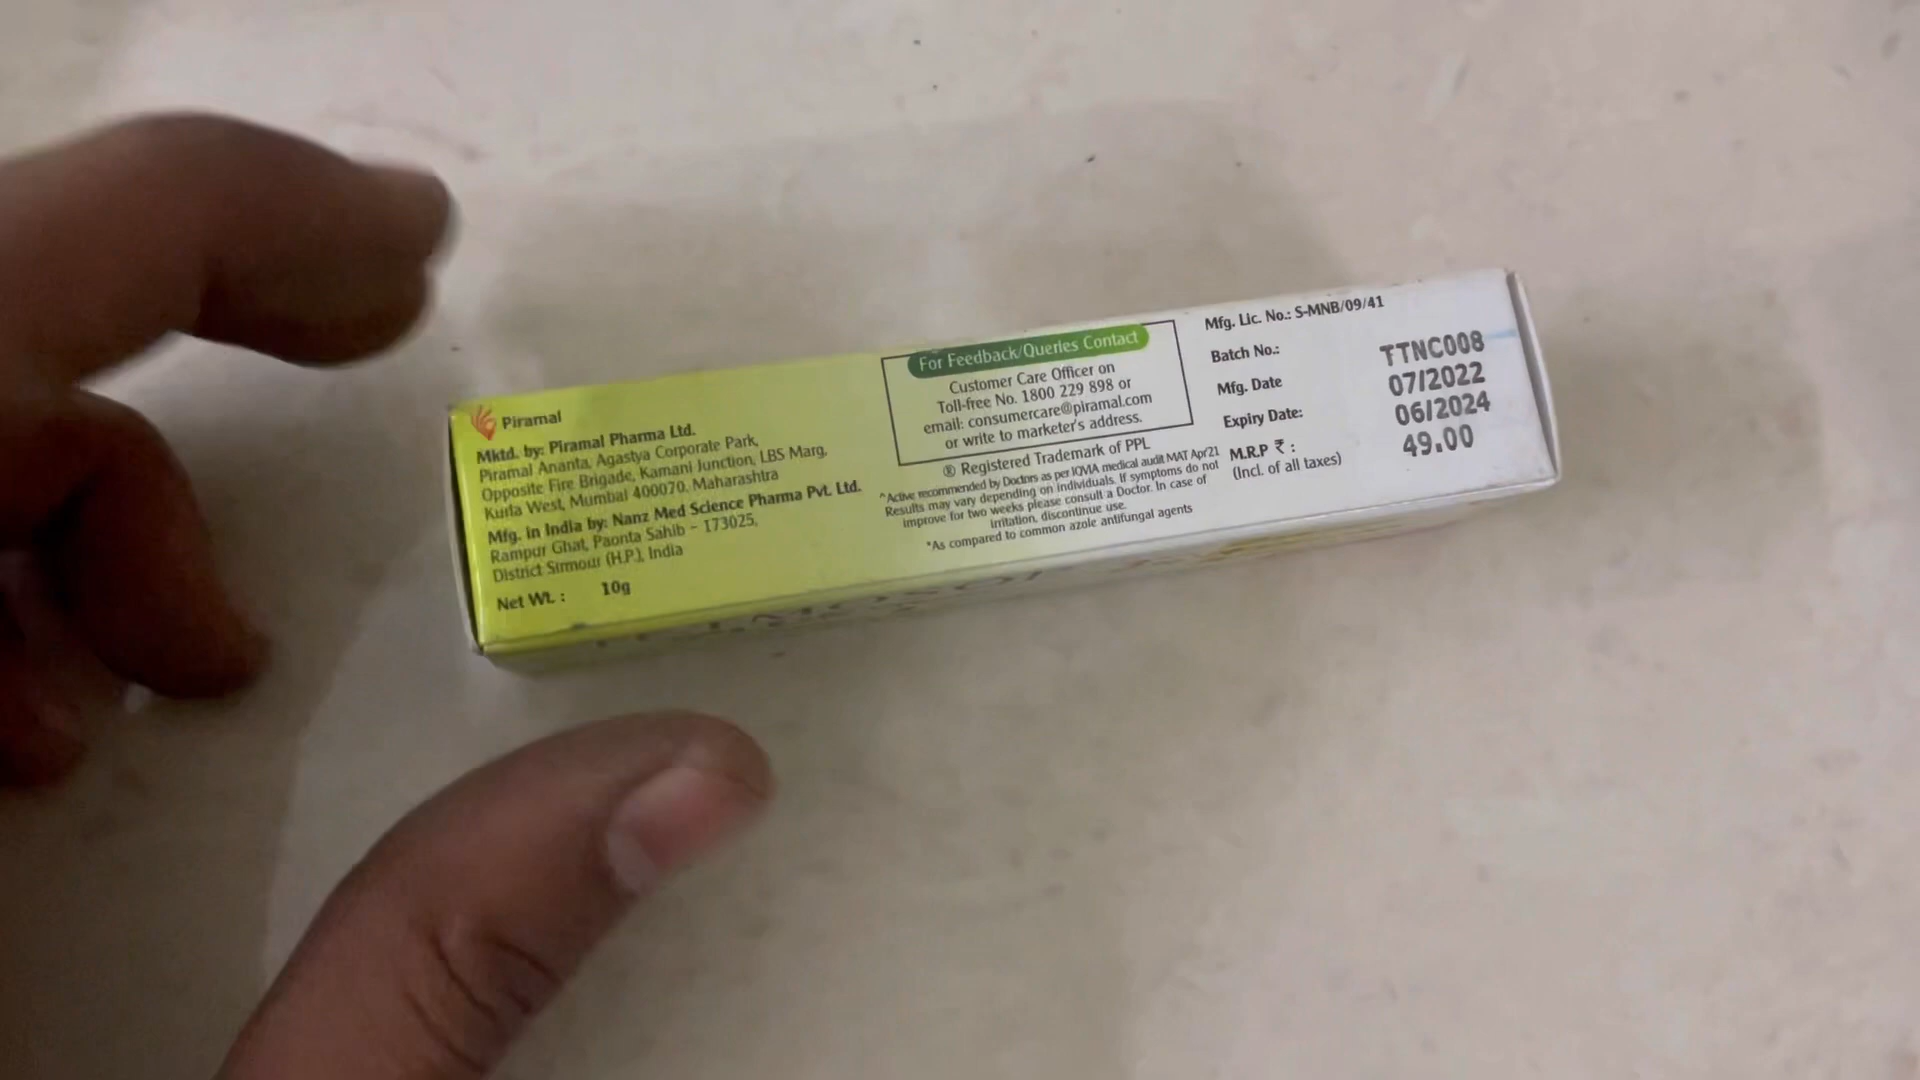 Piramal
Mktd. by: Piramal Pharma Ltd.
Piramal Ananta, Agastya Corporate Park,
Opposite Fire Brigade, Kamani Junction, LBS Marg,
Kurla West, Mumbai 400070. Maharashtra
Mfg. in India by: Nanz Med Science Pharma Pvt. Ltd.
Rampur Ghat, Paonta Sahib - 173025,
District Sirmour (H.P.), India
Net Wt. : 10g
For Feedback/Queries Contact
Customer Care Officer on
Toll-free No. 1800 229 898 or
email: consumercare@piramal.com
or write to marketer's address.
® Registered Trademark of PPL
^Active recommended by Doctors as per IQVIA medical audit MAT Apr'21
Results may vary depending on individuals. If symptoms do not
improve for two weeks please consult a Doctor. In case of
irritation, discontinue use.
*As compared to common azole antifungal agents
Mfg. Lic. No.: S-MNB/09/41
Batch No.: TTNC008
Mfg. Date 07/2022
Expiry Date: 06/2024
M.R.P ₹ : 49.00
(Incl. of all taxes)